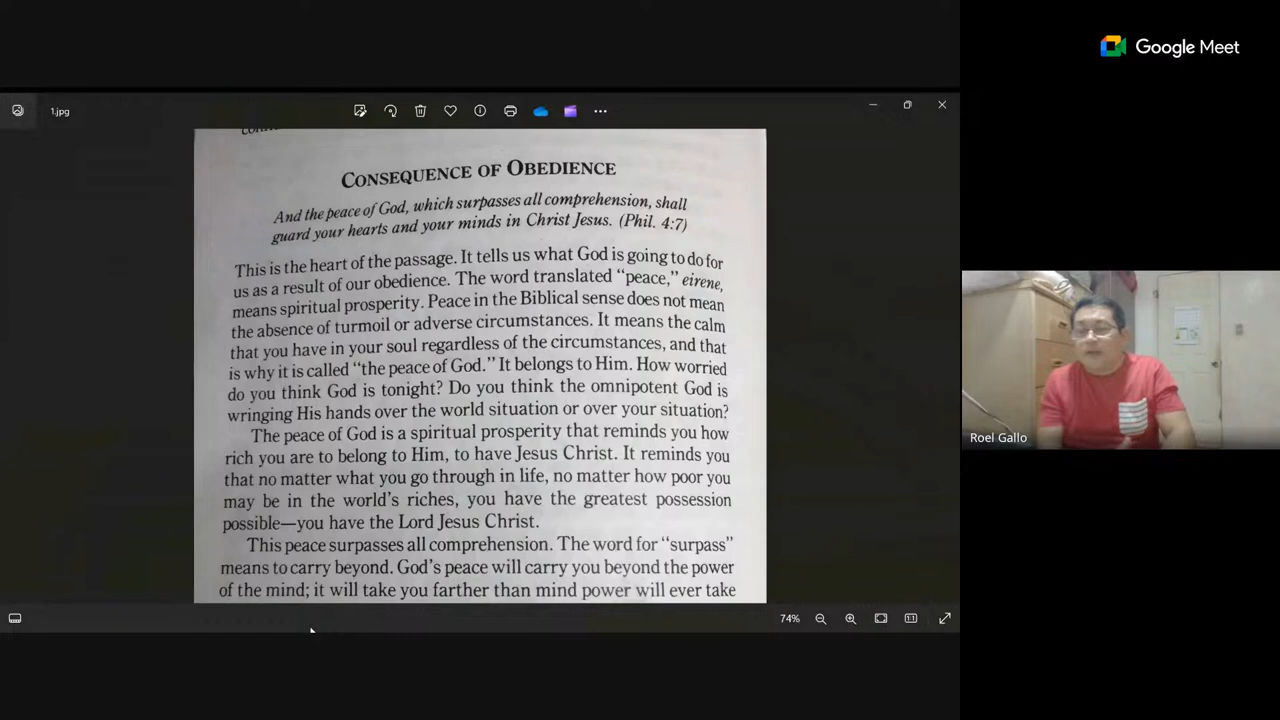 Google Meet
1.jpg
CONSEQUENCE OF OBEDIENCE
And the peace of God, which surpasses all comprehension, shall
guard your hearts and your minds in Christ Jesus. (Phil. 4:7)
This is the heart of the passage. It tells us what God is going to do for
us as a result of our obedience. The word translated “peace,” eirene,
means spiritual prosperity. Peace in the Biblical sense does not mean
the absence of turmoil or adverse circumstances. It means the calm
that you have in your soul regardless of the circumstances, and that
is why it is called “the peace of God.” It belongs to Him. How worried
do you think God is tonight? Do you think the omnipotent God is
wringing His hands over the world situation or over your situation?
The peace of God is a spiritual prosperity that reminds you how
rich you are to belong to Him, to have Jesus Christ. It reminds you
that no matter what you go through in life, no matter how poor you
may be in the world’s riches, you have the greatest possession
possible—you have the Lord Jesus Christ.
This peace surpasses all comprehension. The word for “surpass”
means to carry beyond. God’s peace will carry you beyond the power
of the mind; it will take you farther than mind power will ever take
74%
1:1
Roel Gallo